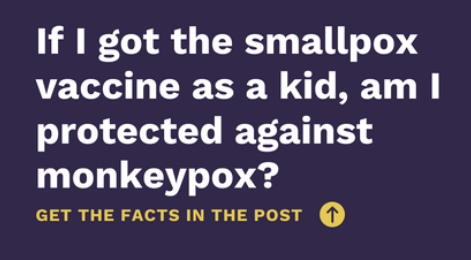 If I got the smallpox
vaccine as a kid, am I
protected against
monkeypox?
GET THE FACTS IN THE POST